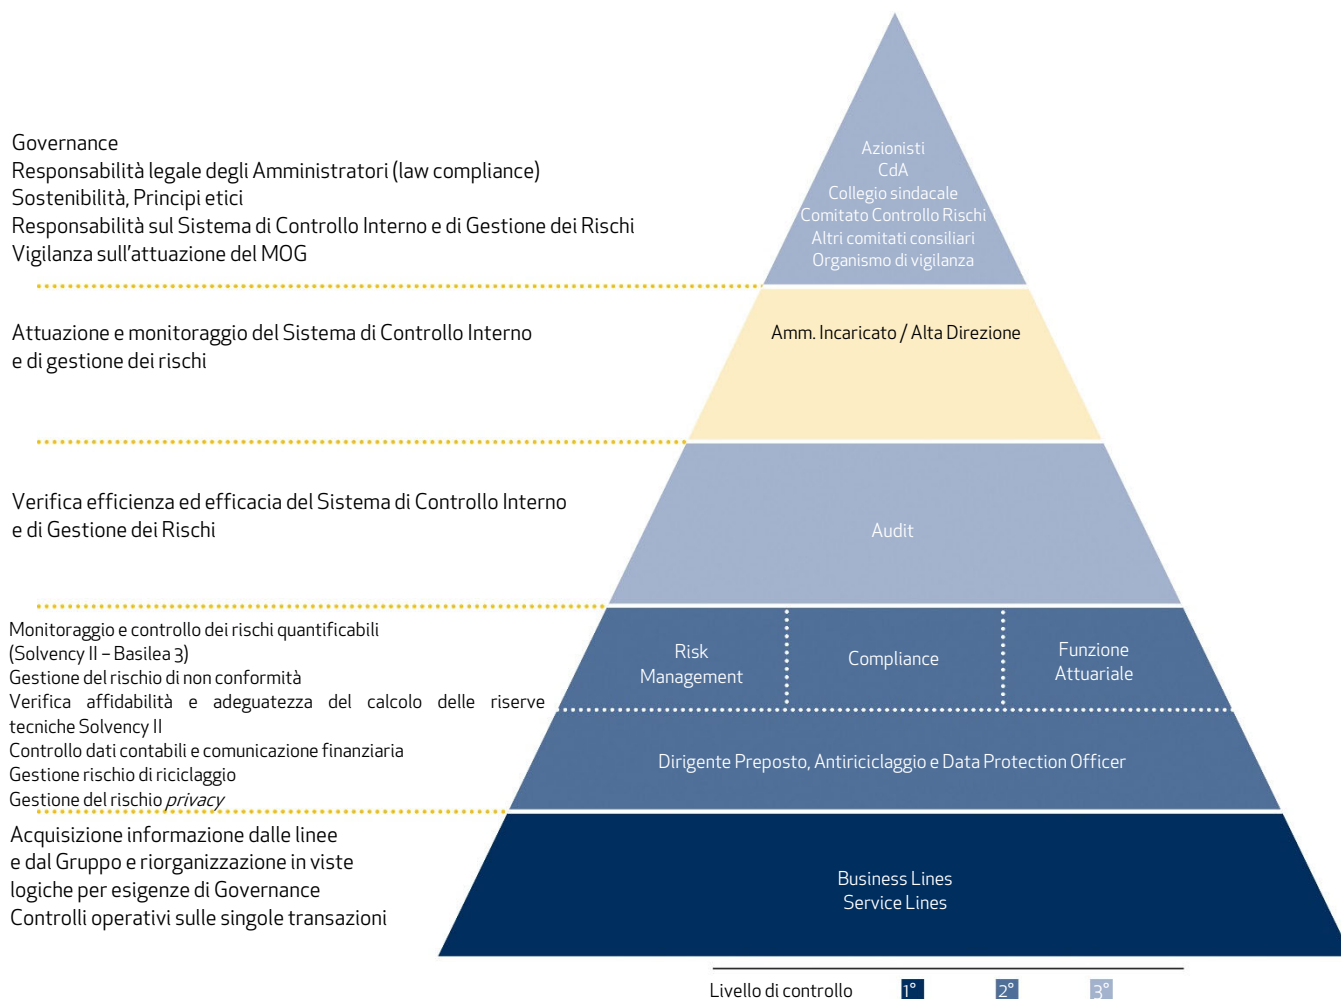 Governance
Responsabilità legale degli Amministratori (law compliance)
Sostenibilità, Principi etici
Responsabilità sul Sistema di Controllo Interno e di Gestione dei Rischi
Vigilanza sull'attuazione del MOG
Azionisti
CdA
Collegio sindacale
Comitato Controllo Rischi
Altri comitati consiliari
Organismo di vigilanza
Attuazione e monitoraggio del Sistema di Controllo Interno
e di gestione dei rischi
Amm. Incaricato / Alta Direzione
Verifica efficienza ed efficacia del Sistema di Controllo Interno
e di Gestione dei Rischi
Audit
Monitoraggio e controllo dei rischi quantificabili
(Solvency II – Basilea 3)
Gestione del rischio di non conformità
Verifica affidabilità e adeguatezza del calcolo delle riserve
tecniche Solvency II
Controllo dati contabili e comunicazione finanziaria
Gestione rischio di riciclaggio
Gestione del rischio privacy
Risk
Management
Compliance
Funzione
Attuariale
Dirigente Preposto, Antiriciclaggio e Data Protection Officer
Acquisizione informazione dalle linee
e dal Gruppo e riorganizzazione in viste
logiche per esigenze di Governance
Controlli operativi sulle singole transazioni
Business Lines
Service Lines
Livello di controllo 1° 2° 3°